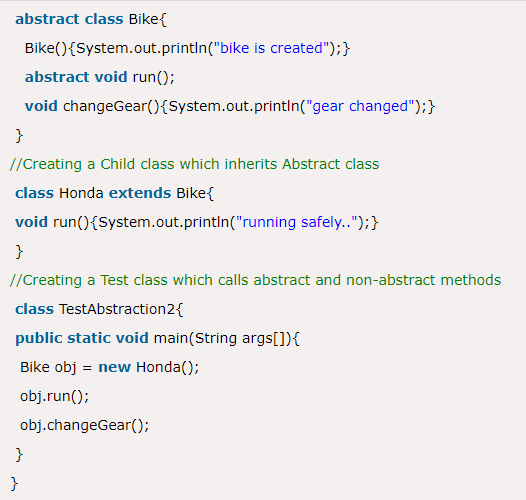 abstract class Bike{
Bike(){System.out.println("bike is created");}
abstract void run();
void changeGear(){System.out.println("gear changed");}
}
//Creating a Child class which inherits Abstract class
class Honda extends Bike{
void run(){System.out.println("running safely..");}
}
//Creating a Test class which calls abstract and non-abstract methods
class TestAbstraction2{
public static void main(String args[]){
Bike obj = new Honda();
obj.run();
obj.changeGear();
}
}